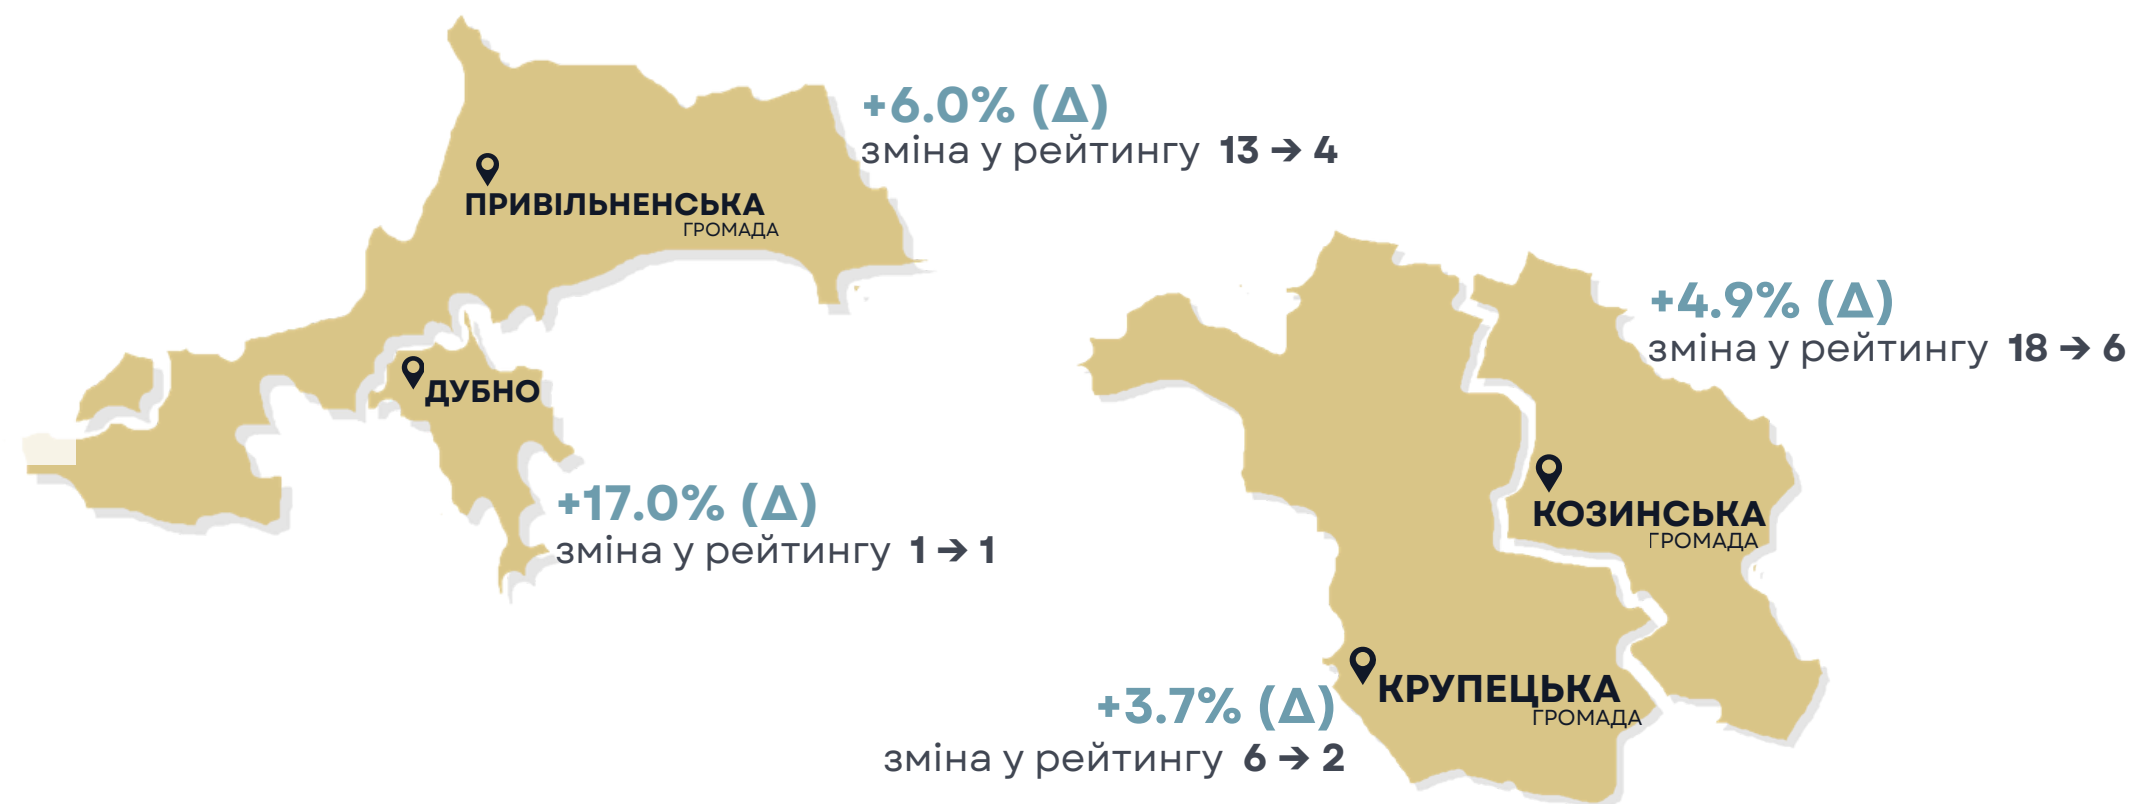 +6.0% (Δ)
зміна у рейтингу 13 → 4
ПРИВІЛЬНЕНСЬКА
ГРОМАДА
ДУБНО
+17.0% (Δ)
зміна у рейтингу 1 → 1
+4.9% (Δ)
зміна у рейтингу 18 → 6
КОЗИНСЬКА
ГРОМАДА
КРУПЕЦЬКА
ГРОМАДА
+3.7% (Δ)
зміна у рейтингу 6 → 2